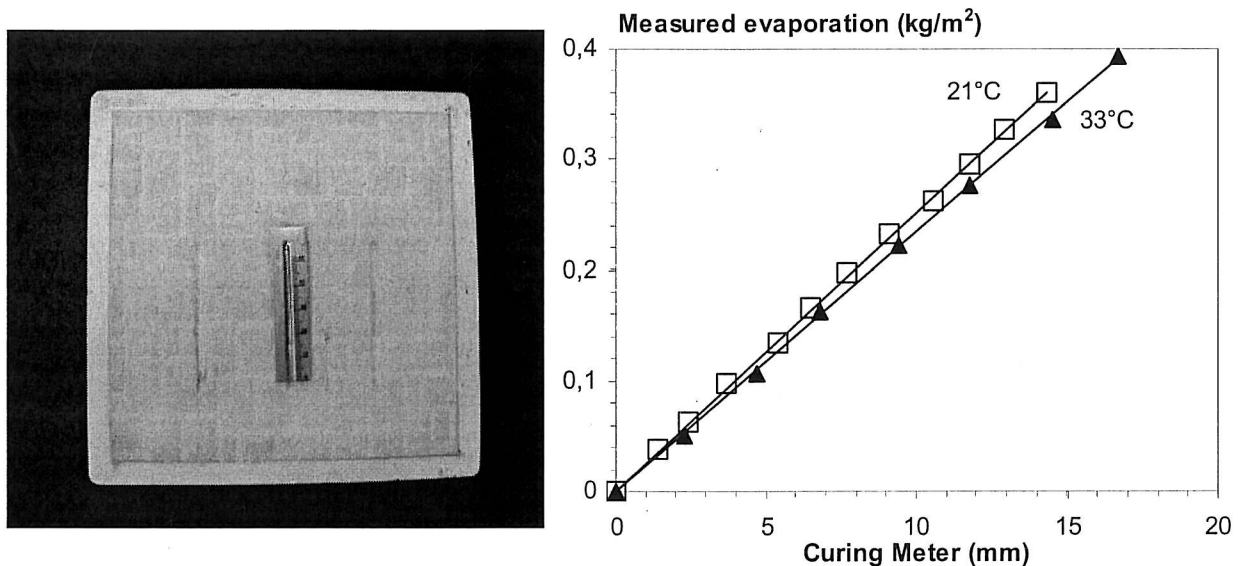 Measured evaporation (kg/m²)
0,4
21°C
33°C
0,3
0,2
0,1
0
0 5 10 15 20
Curing Meter (mm)